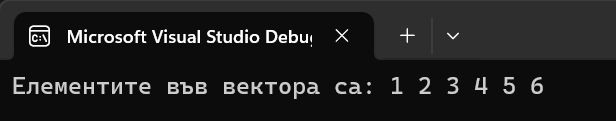 Microsoft Visual Studio
Елементите във вектора са: 1 2 3 4 5 6